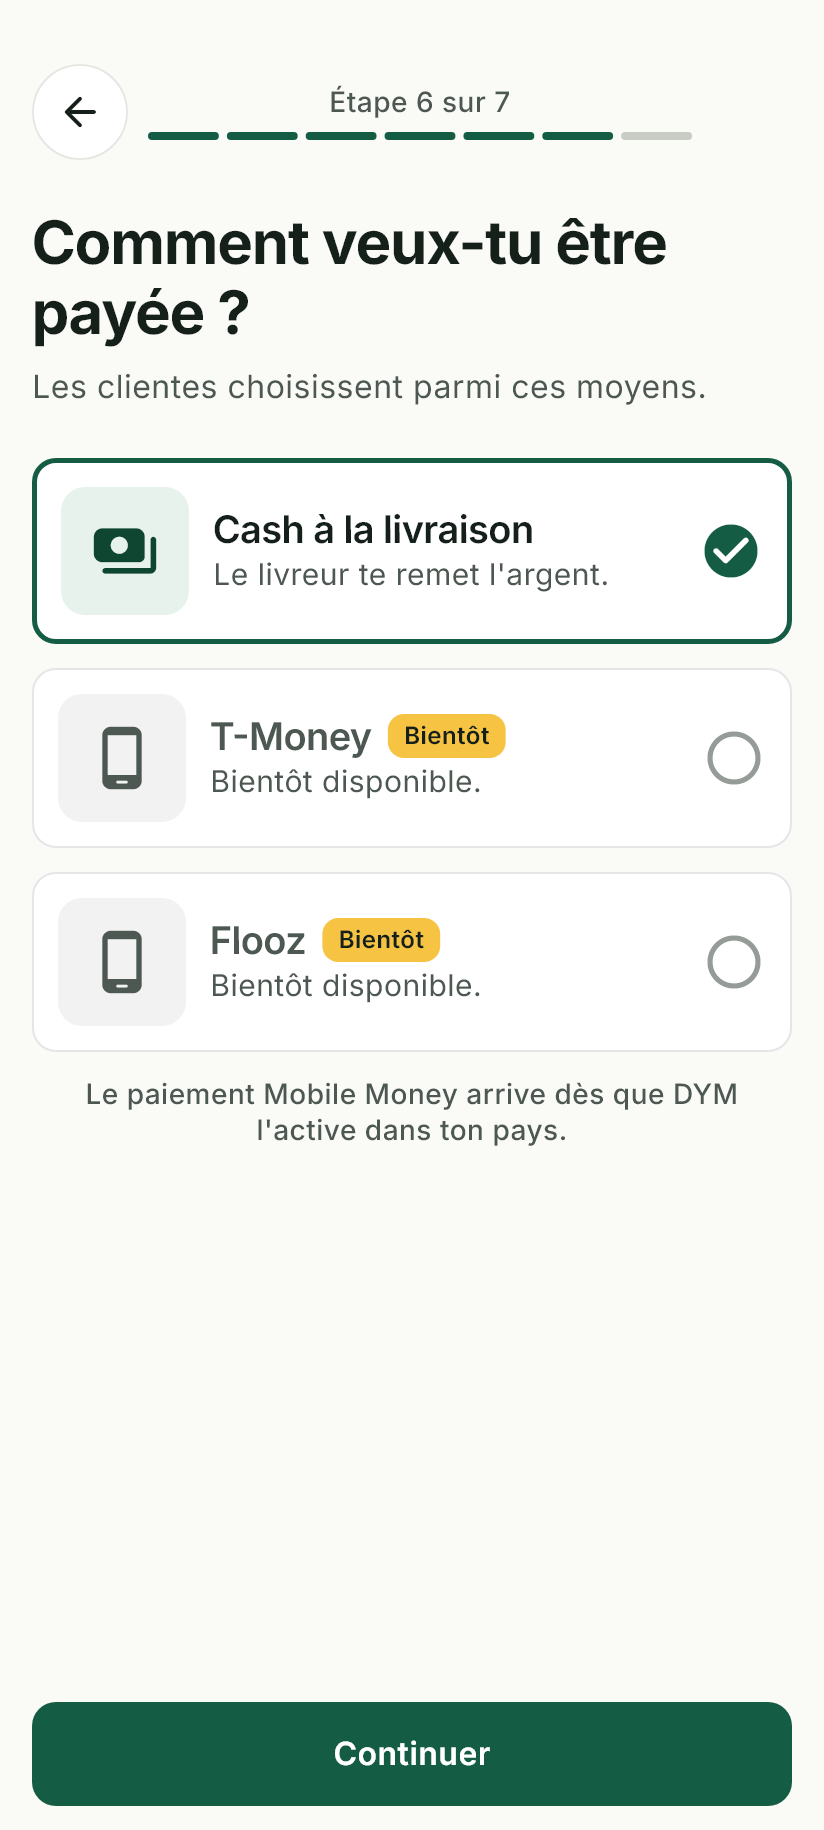 Étape 6 sur 7
Comment veux-tu être
payée ?
Les clientes choisissent parmi ces moyens.
Cash à la livraison
Le livreur te remet l'argent.
T-Money Bientôt
Bientôt disponible.
Flooz Bientôt
Bientôt disponible.
Le paiement Mobile Money arrive dès que DYM
l'active dans ton pays.
Continuer